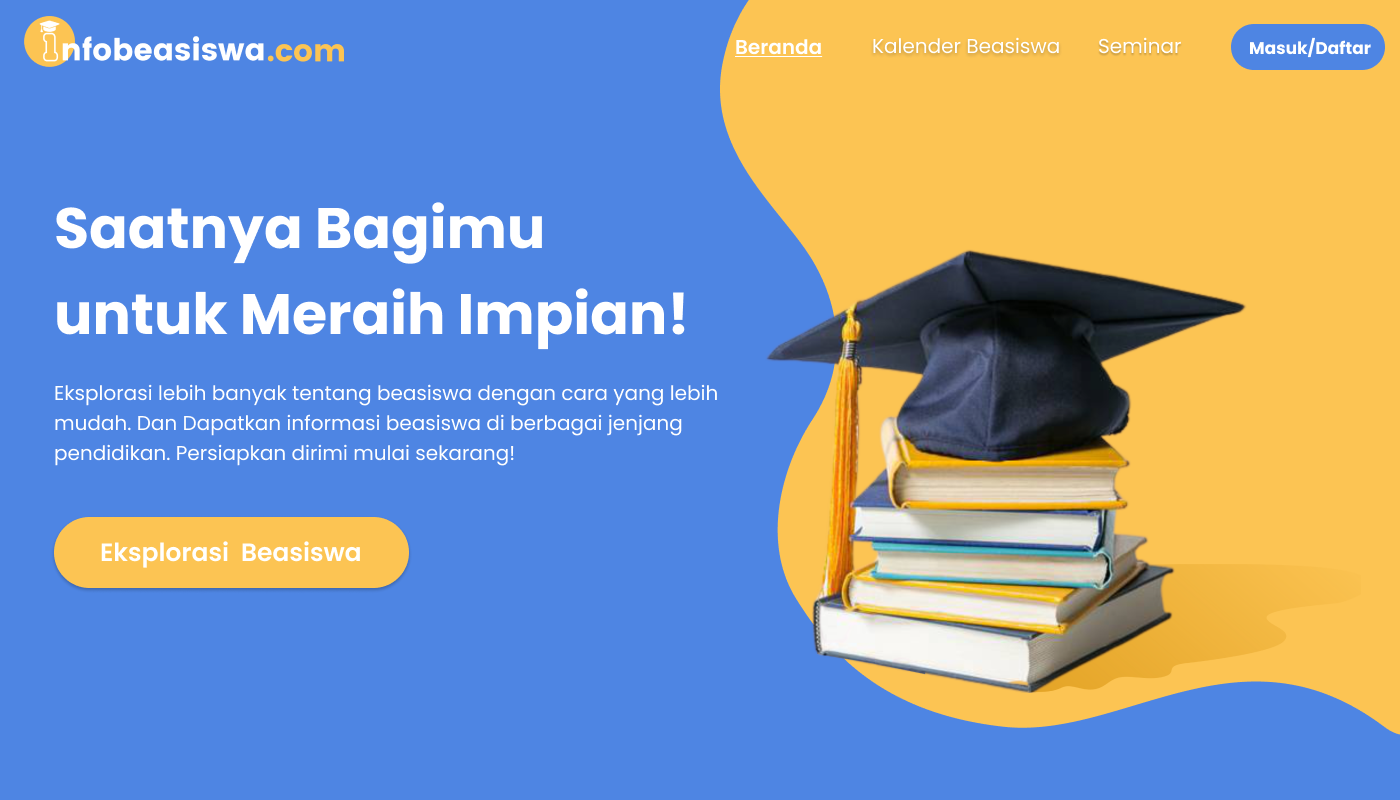 Infobeasiswa.com
Beranda Kalender Beasiswa Seminar Masuk/Daftar
Saatnya Bagimu
untuk Meraih Impian!
Eksplorasi lebih banyak tentang beasiswa dengan cara yang lebih
mudah. Dan Dapatkan informasi beasiswa di berbagai jenjang
pendidikan. Persiapkan dirimi mulai sekarang!
Eksplorasi Beasiswa